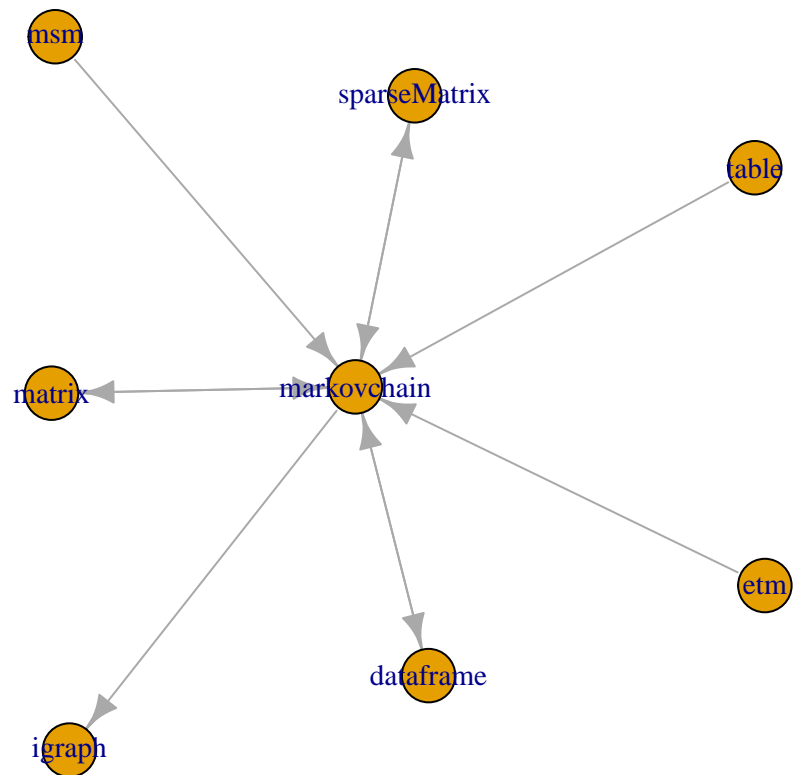 msm
sparseMatrix
table
matrix
markovchain
etm
dataframe
igraph